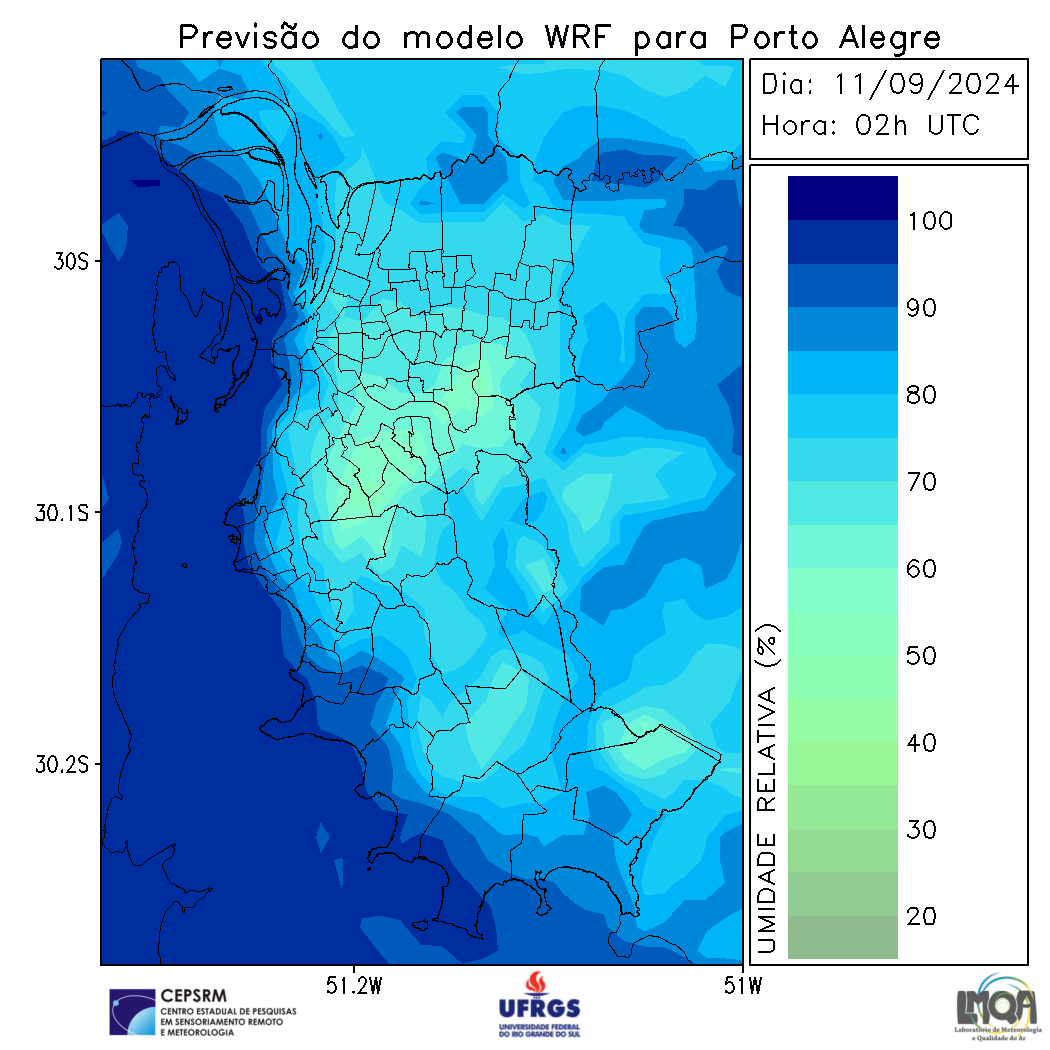 Previsão do modelo WRF para Porto Alegre
Dia: 11/09/2024
Hora: 02h UTC
100
90
80
70
60
50
40
30
20
UMIDADE RELATIVA (%)
30S
30.1S
30.2S
51.2W
51W
CEPSRM
CENTRO ESTADUAL DE PESQUISAS
EM SENSORIAMENTO REMOTO
E METEOROLOGIA
UFRGS
UNIVERSIDADE FEDERAL
DO RIO GRANDE DO SUL
LMQA
Laboratório de Meteorologia
e Qualidade do Ar